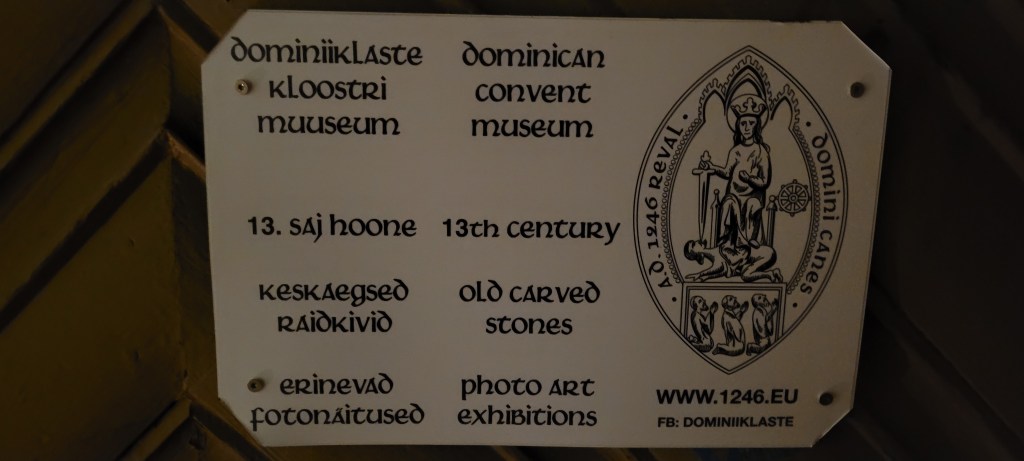 Dominiiklaste
kloostri
muuseum
13. saj hoone
keskaegsed
raidkivid
erinevad
fotonäitused
Dominican
convent
museum
13th century
old carved
stones
photo art
exhibitions
· A.D. 1246 REVAL ·
· DOMINI CANES ·
WWW.1246.EU
FB: DOMINIIKLASTE